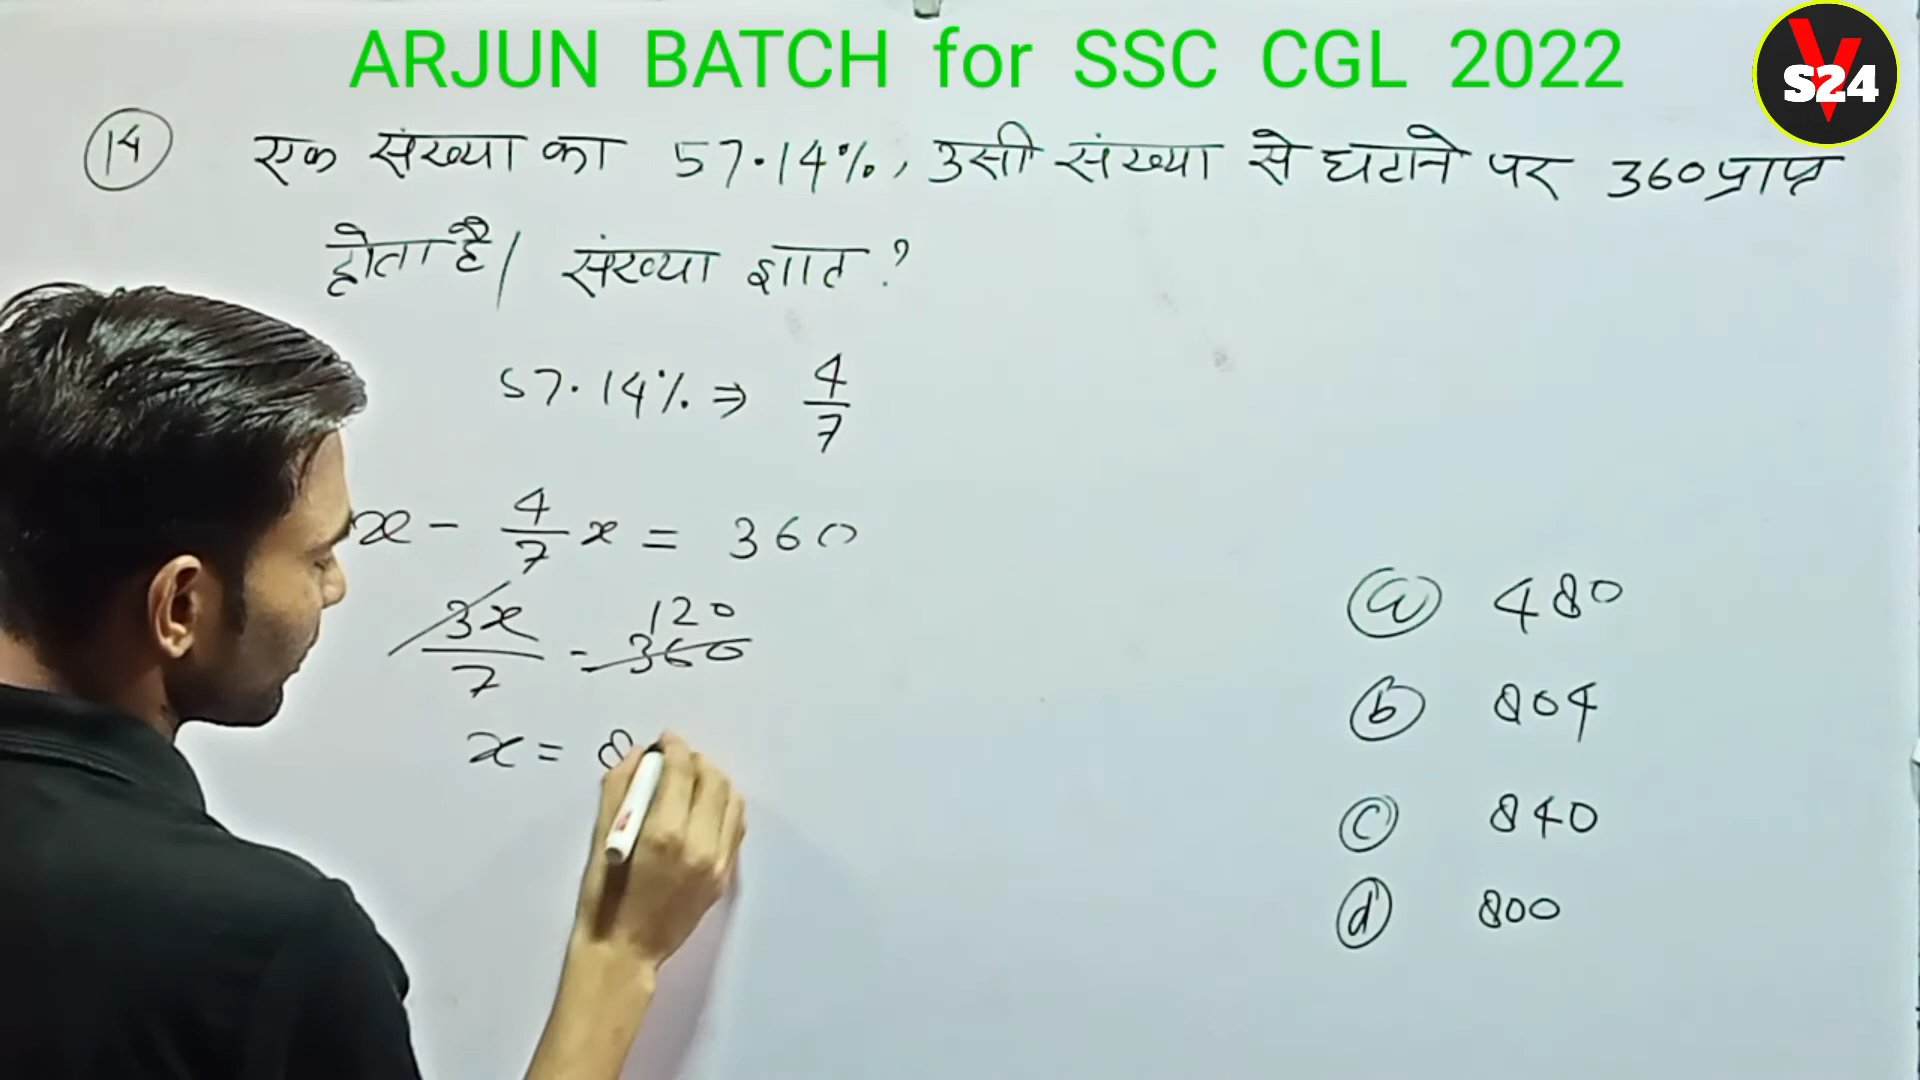 ARJUN BATCH for SSC CGL 2022
VS24
14 एक संख्या का 57.14%, उसी संख्या से घटाने पर 360 प्राप्त
होता है| संख्या ज्ञात ?
57.14% ⇒ 4/7
x - 4/7 x = 360
120
3x/7 = 360
x = 8
a 480
b 804
c 840
d 800